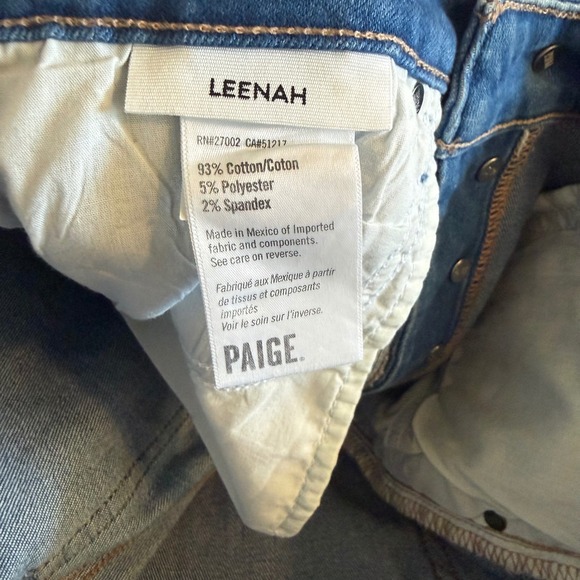 LEENAH
RN#27002 CA#51217
93% Cotton/Coton
5% Polyester
2% Spandex
Made in Mexico of Imported
fabric and components.
See care on reverse.
Fabriqué aux Mexique à partir
de tissus et composants
importés
Voir le soin sur l'inverse.
PAIGE.